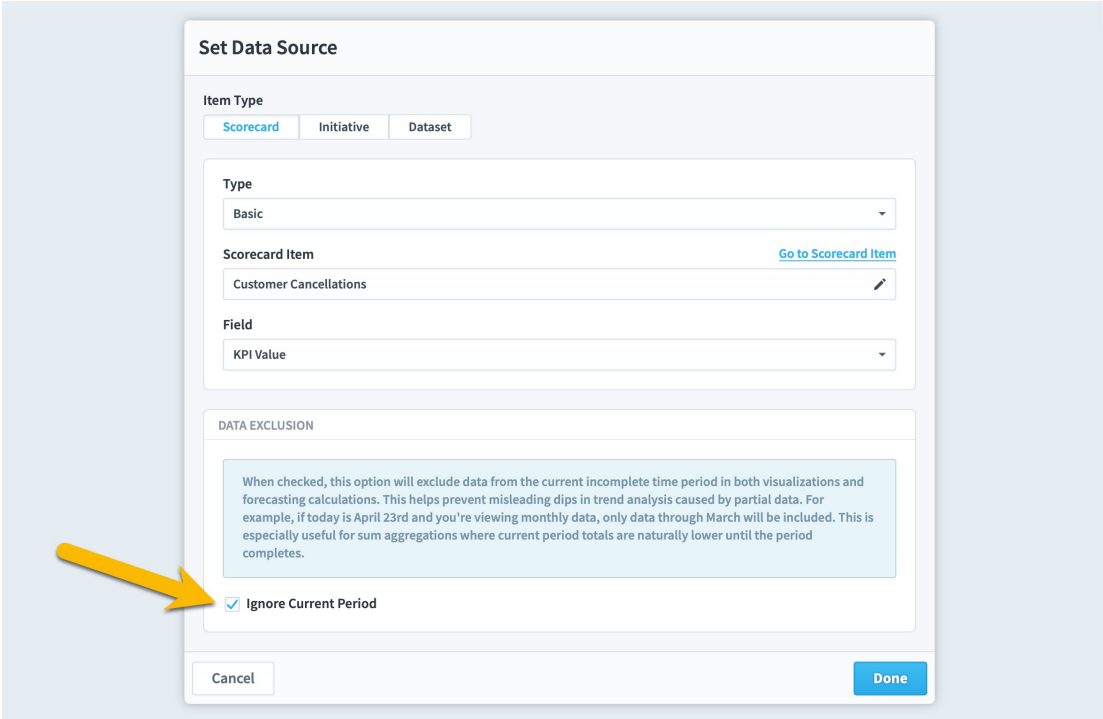 Set Data Source
Item Type
Scorecard Initiative Dataset
Type
Basic
Scorecard Item Go to Scorecard Item
Customer Cancellations
Field
KPI Value
DATA EXCLUSION
When checked, this option will exclude data from the current incomplete time period in both visualizations and
forecasting calculations. This helps prevent misleading dips in trend analysis caused by partial data. For
example, if today is April 23rd and you're viewing monthly data, only data through March will be included. This is
especially useful for sum aggregations where current period totals are naturally lower until the period
completes.
Ignore Current Period
Cancel Done